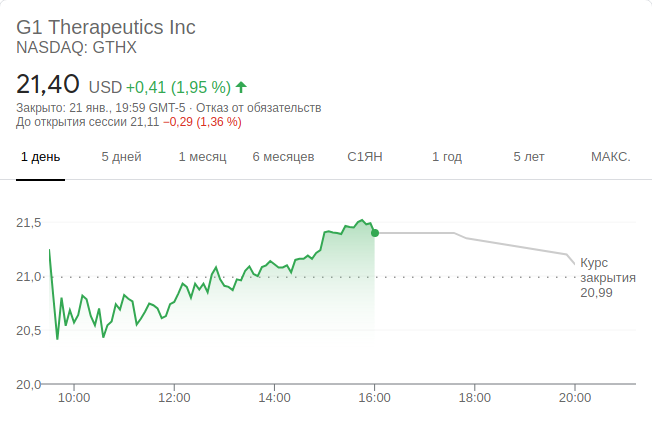 G1 Therapeutics Inc
NASDAQ: GTHX
21,40 USD +0,41 (1,95 %)
Закрыто: 21 янв., 19:59 GMT-5 · Отказ от обязательств
До открытия сессии 21,11 −0,29 (1,36 %)
1 день 5 дней 1 месяц 6 месяцев С1ЯН 1 год 5 лет МАКС.
21,5
21,0
20,5
20,0
Курс
закрытия
20,99
10:00 12:00 14:00 16:00 18:00 20:00